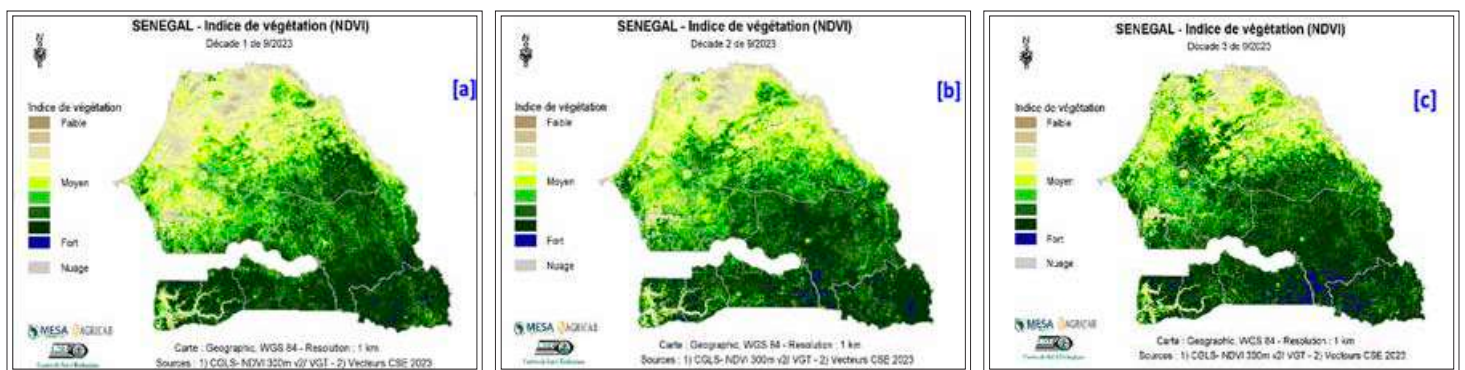 SENEGAL - Indice de végétation (NDVI)
Décade 1 de 9/2023
N
[a]
Indice de végétation
Faible
Moyen
Fort
Nuage
MESA AGRICAB
Carte : Geographic, WGS 84 - Resolution : 1 km
Sources : 1) CGLS- NDVI 300m v2/ VGT - 2) Vecteurs CSE 2023
SENEGAL - Indice de végétation (NDVI)
Décade 2 de 9/2023
N
[b]
Indice de végétation
Faible
Moyen
Fort
Nuage
MESA AGRICAB
Carte : Geographic, WGS 84 - Resolution : 1 km
Sources : 1) CGLS- NDVI 300m v2/ VGT - 2) Vecteurs CSE 2023
SENEGAL - Indice de végétation (NDVI)
Décade 3 de 9/2023
N
[c]
Indice de végétation
Faible
Moyen
Fort
Nuage
MESA AGRICAB
Carte : Geographic, WGS 84 - Resolution : 1 km
Sources : 1) CGLS- NDVI 300m v2/ VGT - 2) Vecteurs CSE 2023